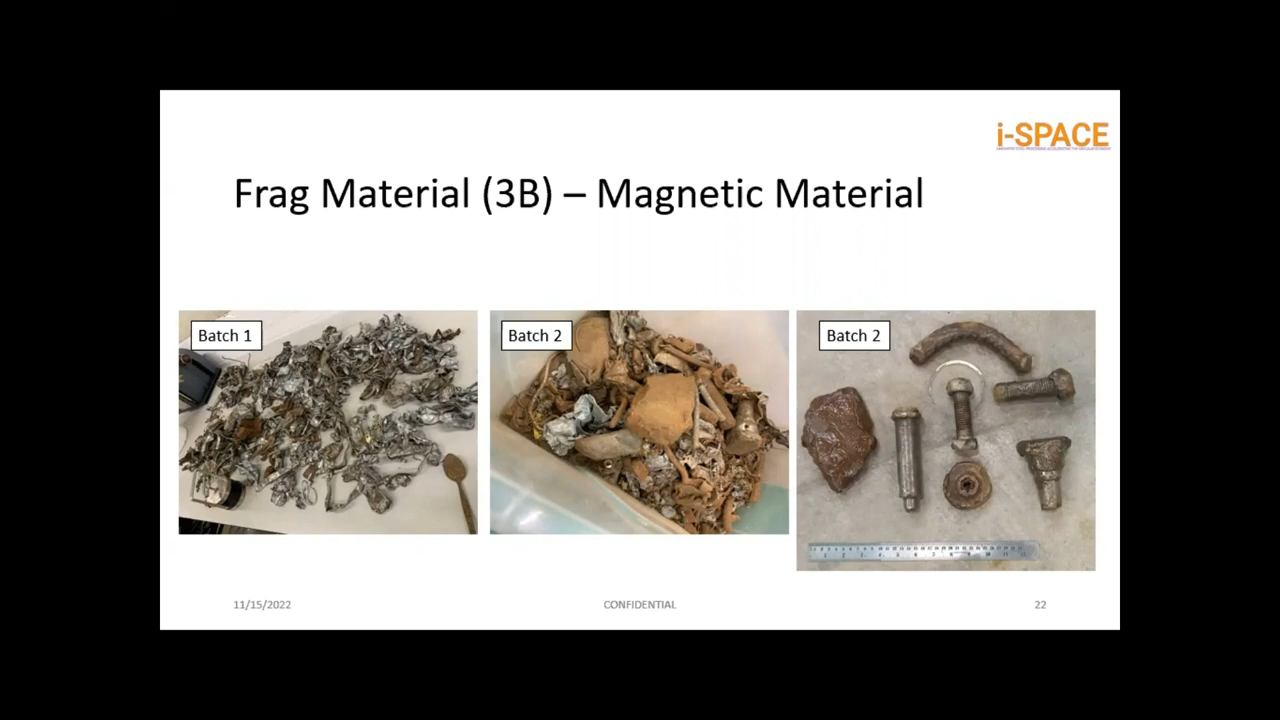 i-SPACE
Frag Material (3B) – Magnetic Material
Batch 1
Batch 2
Batch 2
11/15/2022
CONFIDENTIAL
22